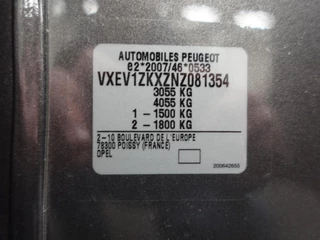 AUTOMOBILES PEUGEOT
e2*2007/46*0533
VXEV1ZKXZNZ081354
3055 KG
4055 KG
1 - 1500 KG
2 - 1800 KG
2-10 BOULEVARD DE L'EUROPE
78300 POISSY (FRANCE)
OPEL
200642655